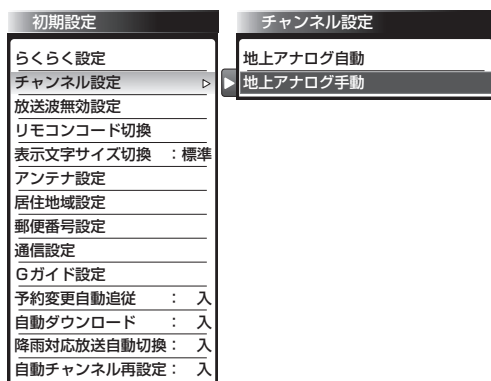 初期設定
らくらく設定
チャンネル設定
放送波無効設定
リモコンコード切換
表示文字サイズ切換 ：標準
アンテナ設定
居住地域設定
郵便番号設定
通信設定
Gガイド設定
予約変更自動追従 ： 入
自動ダウンロード ： 入
降雨対応放送自動切換： 入
自動チャンネル再設定： 入
チャンネル設定
地上アナログ自動
地上アナログ手動